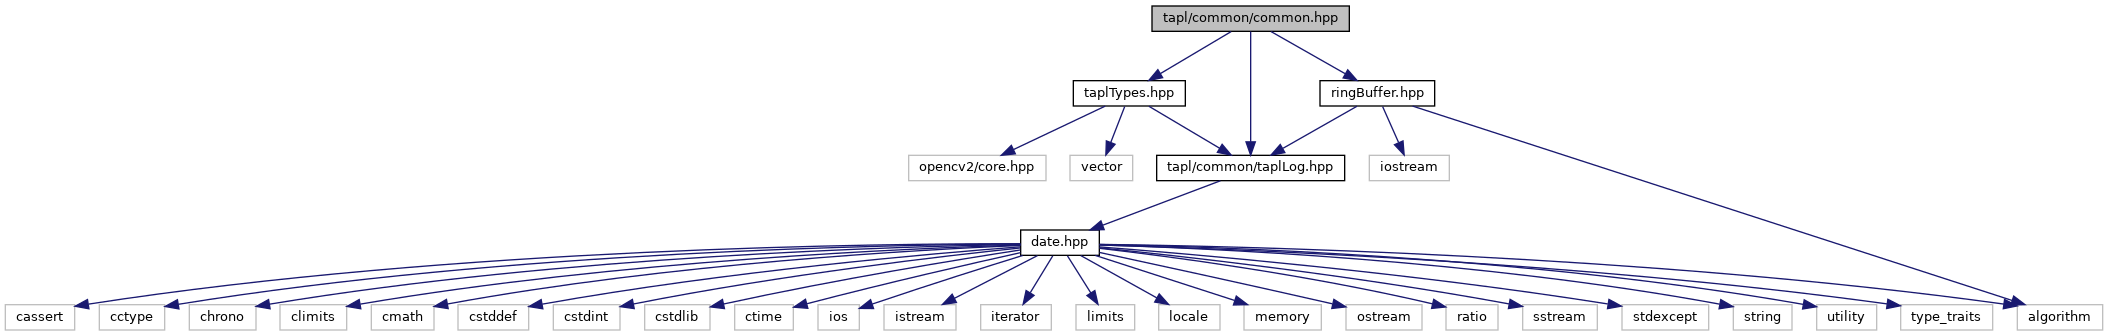 tapl/common/common.hpp
taplTypes.hpp
ringBuffer.hpp
opencv2/core.hpp
vector
tapl/common/taplLog.hpp
iostream
date.hpp
cassert
cctype
chrono
climits
cmath
cstddef
cstdint
cstdlib
ctime
ios
istream
iterator
limits
locale
memory
ostream
ratio
sstream
stdexcept
string
utility
type_traits
algorithm